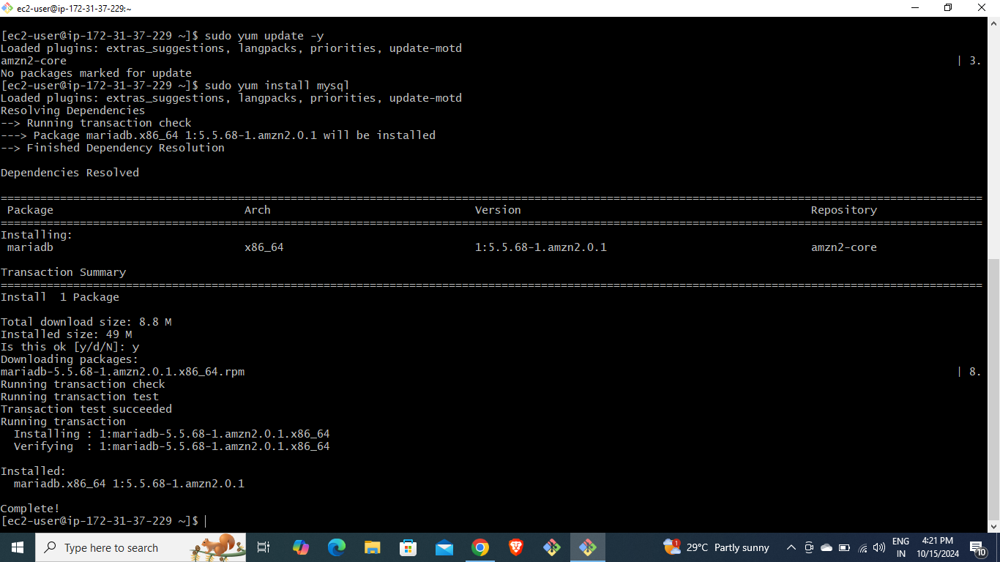 ec2-user@ip-172-31-37-229:~
[ec2-user@ip-172-31-37-229 ~]$ sudo yum update -y
Loaded plugins: extras_suggestions, langpacks, priorities, update-motd
amzn2-core | 3.
No packages marked for update
[ec2-user@ip-172-31-37-229 ~]$ sudo yum install mysql
Loaded plugins: extras_suggestions, langpacks, priorities, update-motd
Resolving Dependencies
--> Running transaction check
---> Package mariadb.x86_64 1:5.5.68-1.amzn2.0.1 will be installed
--> Finished Dependency Resolution
Dependencies Resolved
Package Arch Version Repository
Installing:
mariadb x86_64 1:5.5.68-1.amzn2.0.1 amzn2-core
Transaction Summary
Install 1 Package
Total download size: 8.8 M
Installed size: 49 M
Is this ok [y/d/N]: y
Downloading packages:
mariadb-5.5.68-1.amzn2.0.1.x86_64.rpm | 8.
Running transaction check
Running transaction test
Transaction test succeeded
Running transaction
Installing : 1:mariadb-5.5.68-1.amzn2.0.1.x86_64
Verifying : 1:mariadb-5.5.68-1.amzn2.0.1.x86_64
Installed:
mariadb.x86_64 1:5.5.68-1.amzn2.0.1
Complete!
[ec2-user@ip-172-31-37-229 ~]$
Type here to search
1
29°C Partly sunny
ENG
IN
4:21 PM
10/15/2024
10